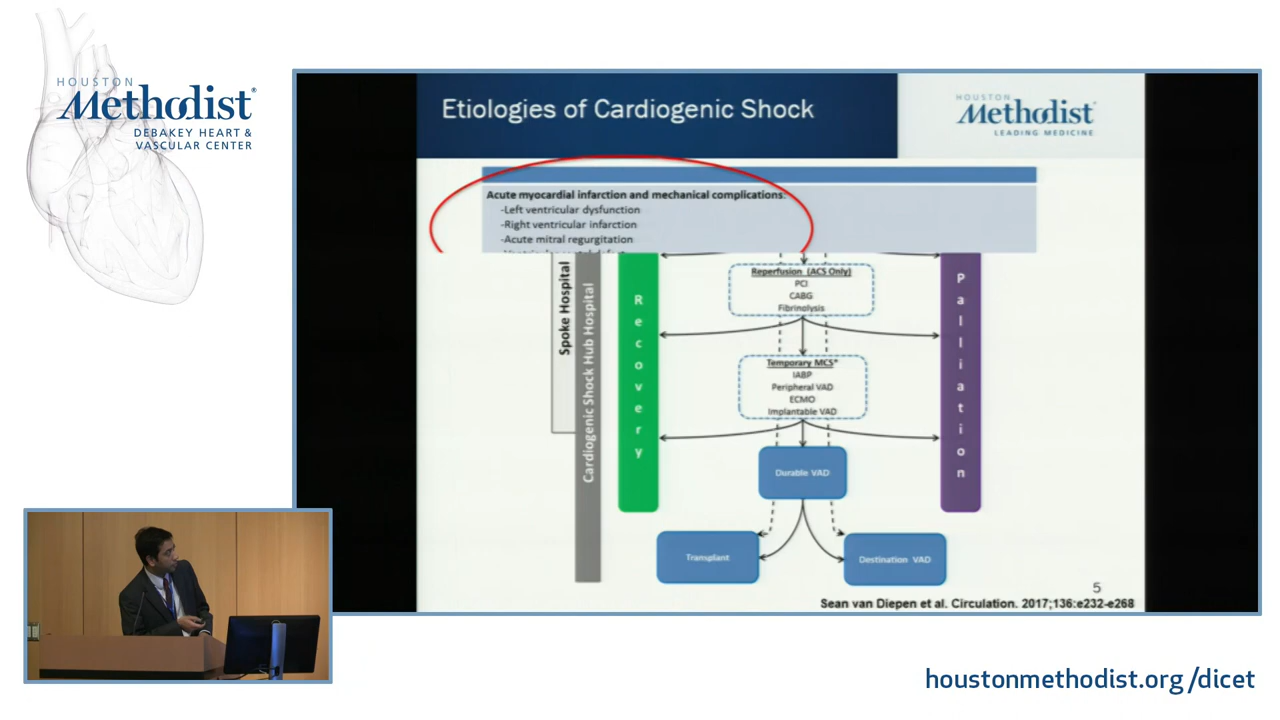 HOUSTON
Methodist®
DEBAKEY HEART &
VASCULAR CENTER
Etiologies of Cardiogenic Shock
HOUSTON
Methodist®
LEADING MEDICINE
Acute myocardial infarction and mechanical complications:
-Left ventricular dysfunction
-Right ventricular infarction
-Acute mitral regurgitation
Spoke Hospital
Cardiogenic Shock Hub Hospital
Recovery
Reperfusion (ACS Only)
PCI
CABG
Fibrinolysis
Temporary MCS*
IABP
Peripheral VAD
ECMO
Implantable VAD
Durable VAD
Transplant
Destination VAD
Palliation
5
Sean van Diepen et al. Circulation. 2017;136:e232-e268
houstonmethodist.org/dicet